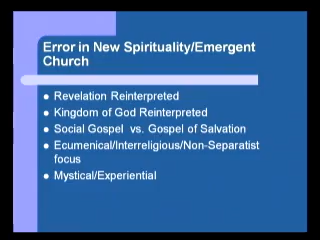 Error in New Spirituality/Emergent
Church
Revelation Reinterpreted
Kingdom of God Reinterpreted
Social Gospel vs. Gospel of Salvation
Ecumenical/Interreligious/Non-Separatist
focus
Mystical/Experiential